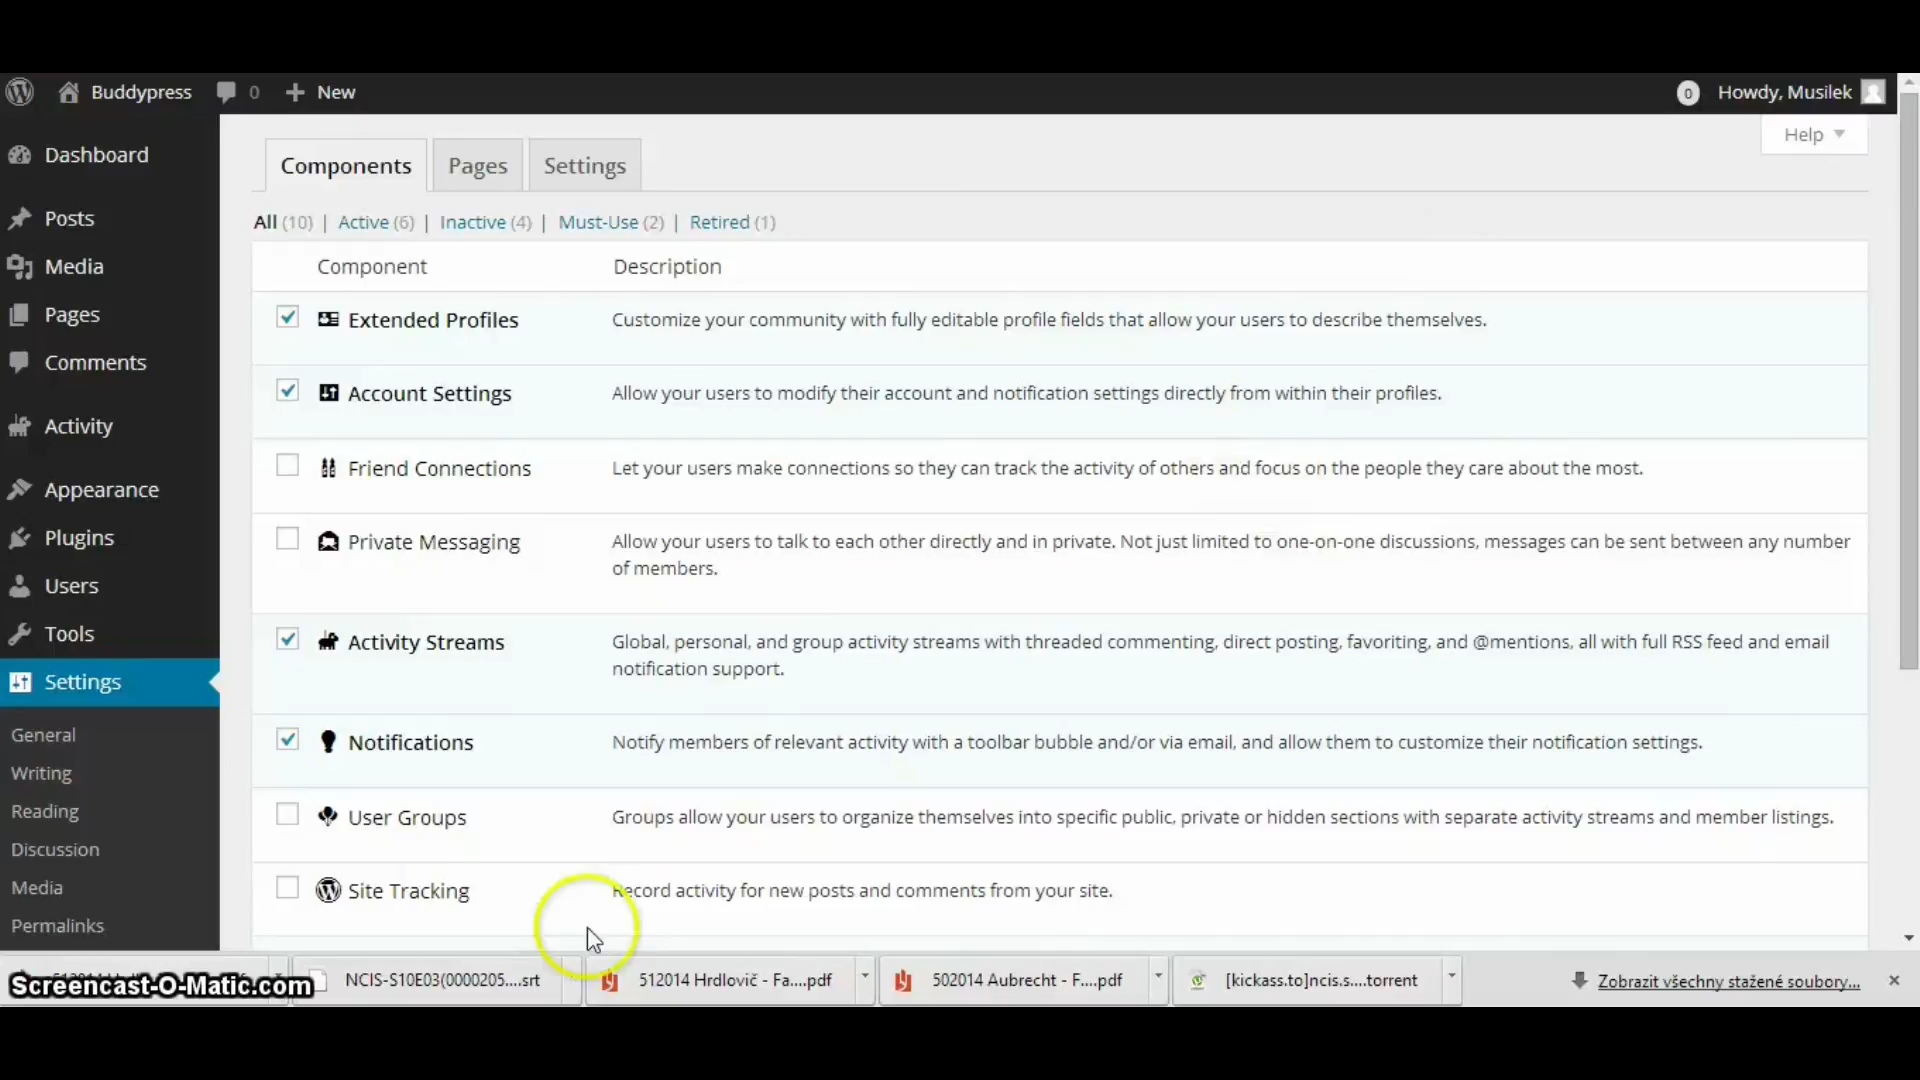 Buddypress 0 New 0 Howdy, Musilek
Help
Components Pages Settings
All (10) | Active (6) | Inactive (4) | Must-Use (2) | Retired (1)
Component Description
Extended Profiles Customize your community with fully editable profile fields that allow your users to describe themselves.
Account Settings Allow your users to modify their account and notification settings directly from within their profiles.
Friend Connections Let your users make connections so they can track the activity of others and focus on the people they care about the most.
Private Messaging Allow your users to talk to each other directly and in private. Not just limited to one-on-one discussions, messages can be sent between any number
of members.
Activity Streams Global, personal, and group activity streams with threaded commenting, direct posting, favoriting, and @mentions, all with full RSS feed and email
notification support.
Notifications Notify members of relevant activity with a toolbar bubble and/or via email, and allow them to customize their notification settings.
User Groups Groups allow your users to organize themselves into specific public, private or hidden sections with separate activity streams and member listings.
Site Tracking Record activity for new posts and comments from your site.
Dashboard
Posts
Media
Pages
Comments
Activity
Appearance
Plugins
Users
Tools
Settings
General
Writing
Reading
Discussion
Media
Permalinks
Screencast-O-Matic.com
NCIS-S10E03(0000205....srt 512014 Hrdlovič - Fa....pdf 502014 Aubrecht - F....pdf [kickass.to]ncis.s....torrent Zobrazit všechny stažené soubory...